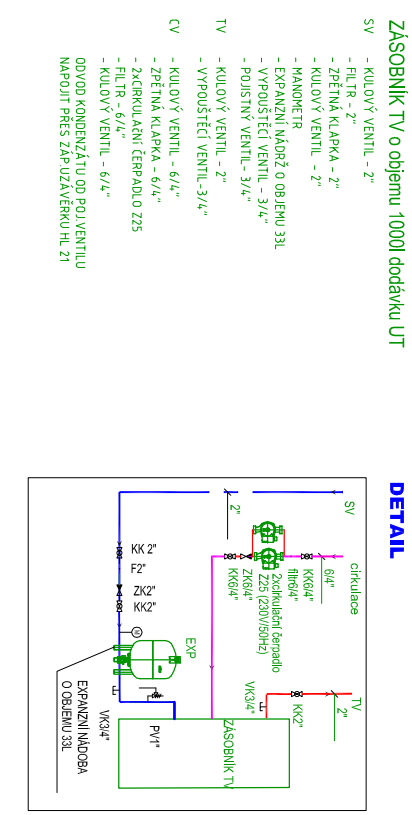 ZÁSOBNÍK TV o objemu 1000l dodávku UT
SV - KULOVÝ VENTIL - 2"
- FILTR - 2"
- ZPĚTNÁ KLAPKA - 2"
- KULOVÝ VENTIL - 2"
- MANOMETR
- EXPANZNÍ NÁDRŽ O OBJEMU 33L
- VYPOUŠTĚCÍ VENTIL - 3/4"
- POJISTNÝ VENTIL- 3/4"
TV - KULOVÝ VENTIL - 2"
- VYPOUŠTĚCÍ VENTIL-3/4"
CV - KULOVÝ VENTIL - 6/4"
- ZPĚTNÁ KLAPKA - 6/4"
- 2xCIRKULAČNÍ ČERPADLO Z25
- FILTR - 6/4"
- KULOVÝ VENTIL - 6/4"
ODVOD KONDENZÁTU OD POJ.VENTILU
NAPOJIT PŘES ZÁP.UZÁVĚRKU HL 21
DETAIL
SV
cirkulace
TV
2"
6/4"
2"
KK6/4"
filtr6/4"
2xcirkulační čerpadlo
Z25 (230V/50Hz)
ZK6/4"
KK6/4"
KK2"
VK3/4"
KK 2"
F2"
ZK2"
KK2"
M
EXP
ZÁSOBNÍK TV
PV1"
VK3/4"
EXPANZNÍ NÁDOBA
O OBJEMU 33L